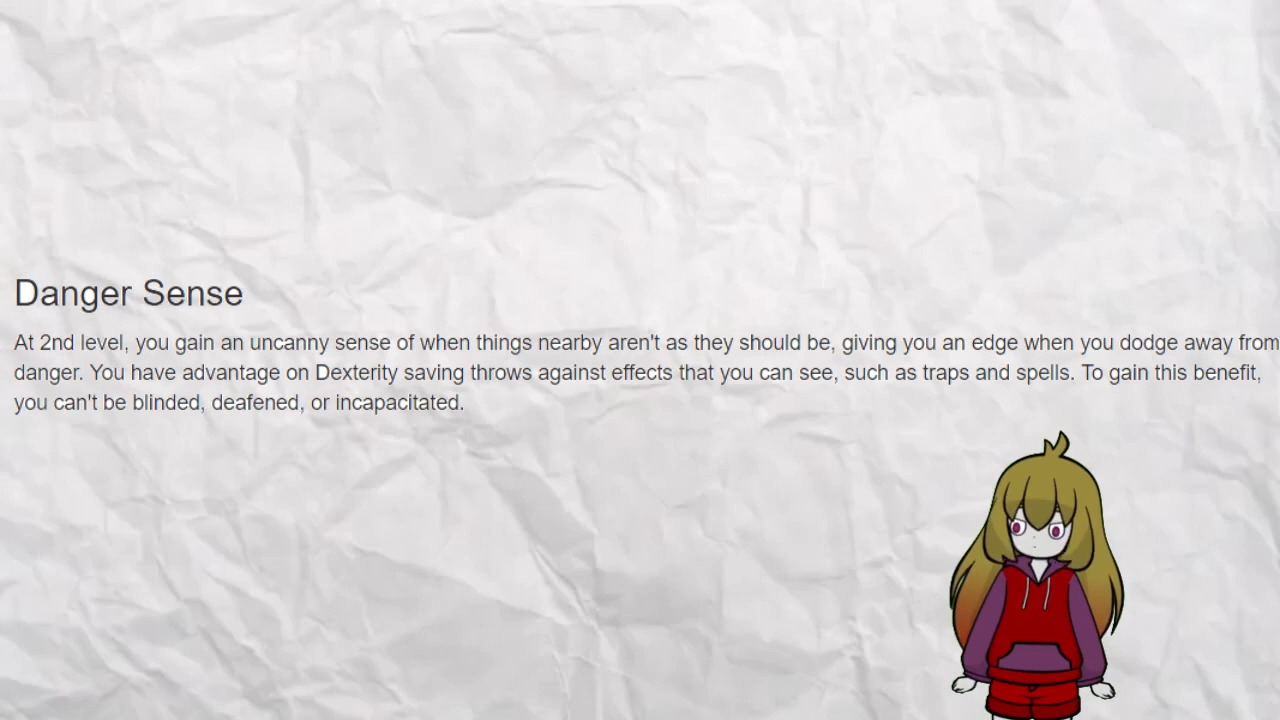 Danger Sense
At 2nd level, you gain an uncanny sense of when things nearby aren't as they should be, giving you an edge when you dodge away from
danger. You have advantage on Dexterity saving throws against effects that you can see, such as traps and spells. To gain this benefit,
you can't be blinded, deafened, or incapacitated.